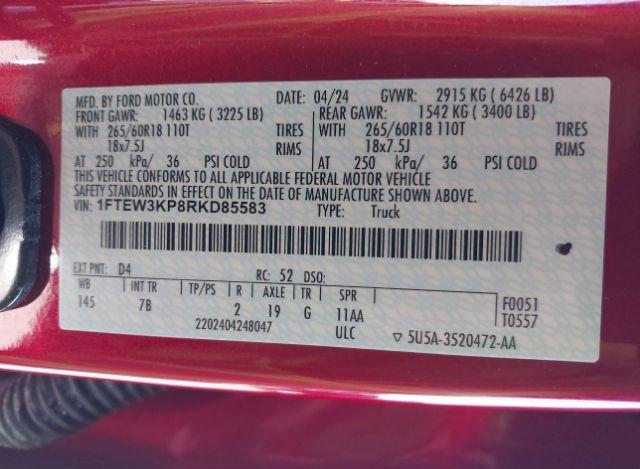 MFD. BY FORD MOTOR CO. DATE: 04/24 GVWR: 2915 KG ( 6426 LB)
FRONT GAWR: 1463 KG ( 3225 LB) REAR GAWR: 1542 KG ( 3400 LB)
WITH 265/60R18 110T TIRES WITH 265/60R18 110T TIRES
18x7.5J RIMS 18x7.5J RIMS
AT 250 kPa/ 36 PSI COLD AT 250 kPa/ 36 PSI COLD
THIS VEHICLE CONFORMS TO ALL APPLICABLE FEDERAL MOTOR VEHICLE
SAFETY STANDARDS IN EFFECT ON THE DATE OF MANUFACTURE SHOWN ABOVE.
VIN: 1FTEW3KP8RKD85583 TYPE: Truck
EXT PNT: D4 RC: 52 DSO:
WB INT TR TP/PS R AXLE TR SPR F0051
145 7B 2 19 G 11AA T0557
2202404248047 ULC ▽ 5U5A-3520472-AA